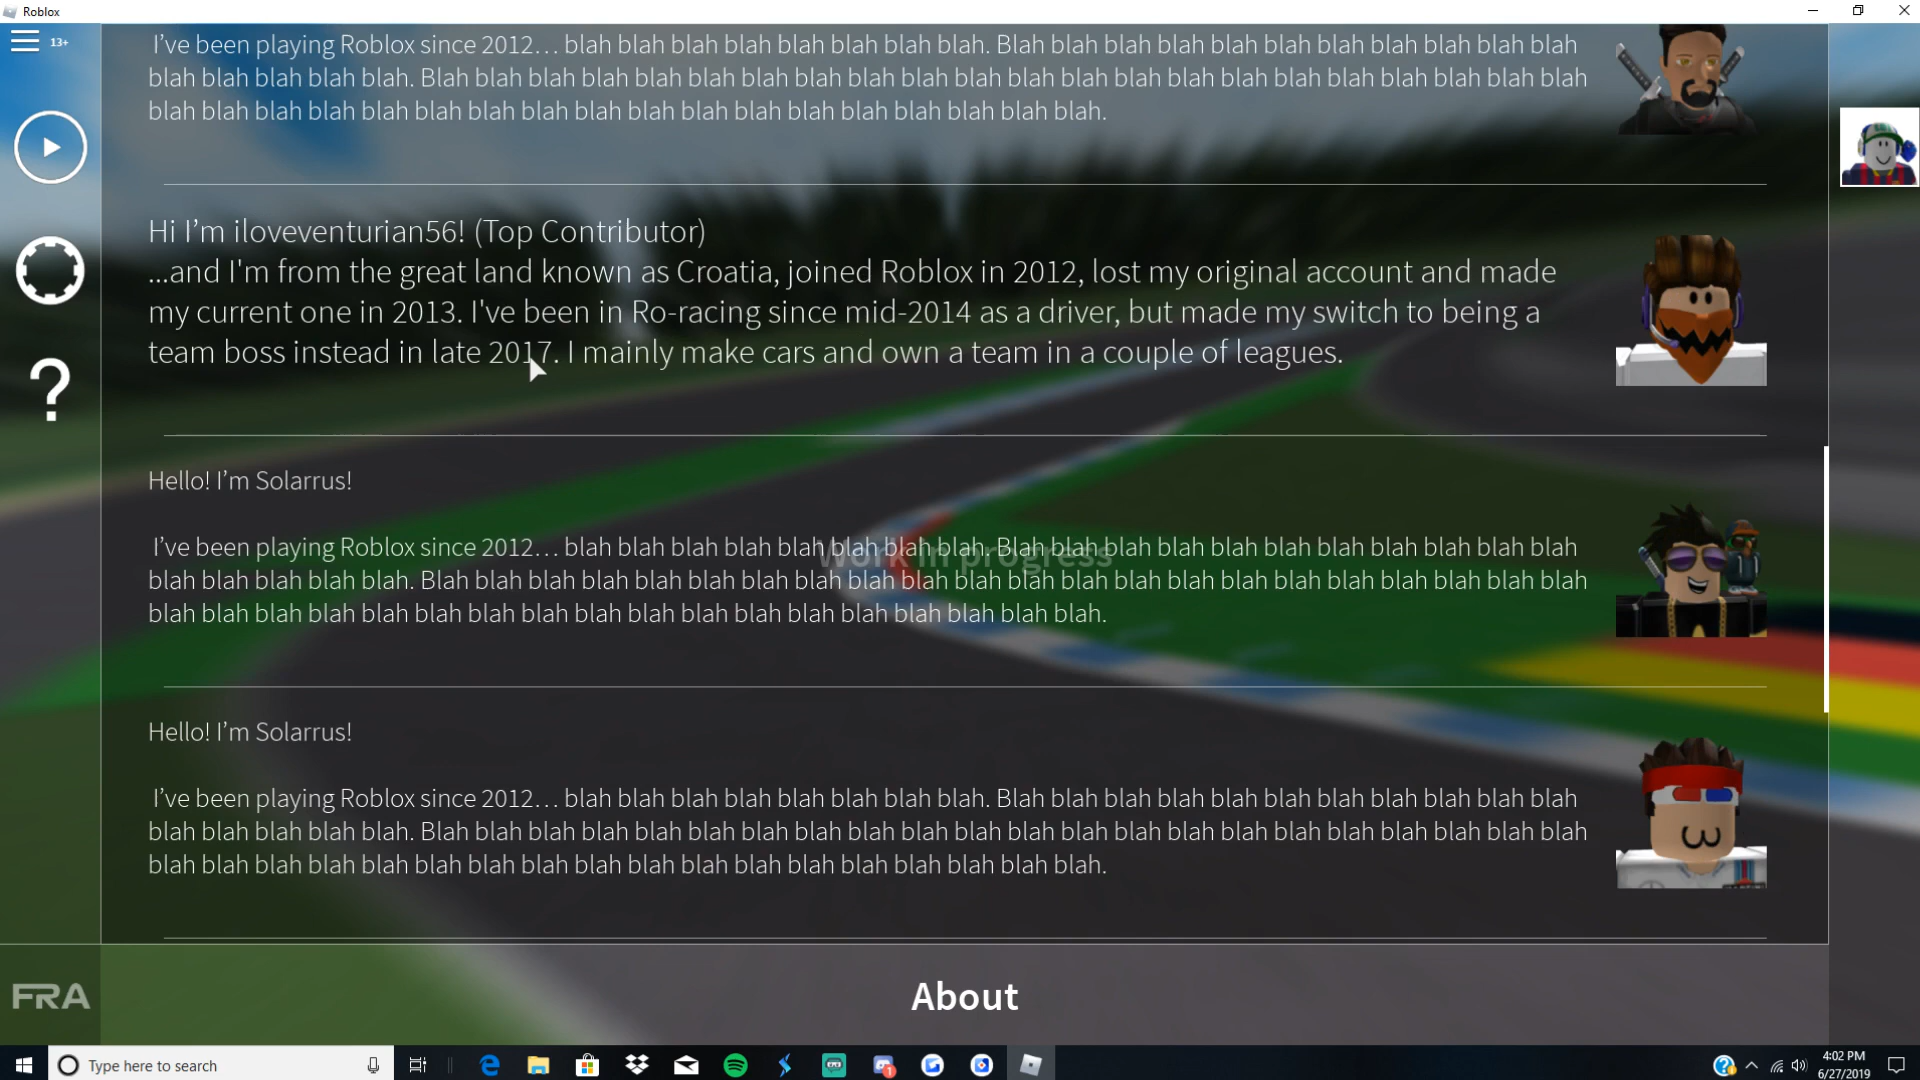 Roblox
13+
I've been playing Roblox since 2012… blah blah blah blah blah blah blah blah. Blah blah blah blah blah blah blah blah blah blah blah
blah blah blah blah blah. Blah blah blah blah blah blah blah blah blah blah blah blah blah blah blah blah blah blah blah blah blah blah
blah blah blah blah blah blah blah blah blah blah blah blah blah blah blah blah blah blah.
Hi I'm iloveventurian56! (Top Contributor)
...and I'm from the great land known as Croatia, joined Roblox in 2012, lost my original account and made
my current one in 2013. I've been in Ro-racing since mid-2014 as a driver, but made my switch to being a
team boss instead in late 2017. I mainly make cars and own a team in a couple of leagues.
Hello! I'm Solarrus!
I've been playing Roblox since 2012… blah blah blah blah blah blah blah blah. Blah blah blah blah blah blah blah blah blah blah blah
Work in progress
blah blah blah blah blah. Blah blah blah blah blah blah blah blah blah blah blah blah blah blah blah blah blah blah blah blah blah blah
blah blah blah blah blah blah blah blah blah blah blah blah blah blah blah blah blah blah.
Hello! I'm Solarrus!
I've been playing Roblox since 2012… blah blah blah blah blah blah blah blah. Blah blah blah blah blah blah blah blah blah blah blah
blah blah blah blah blah. Blah blah blah blah blah blah blah blah blah blah blah blah blah blah blah blah blah blah blah blah blah blah
blah blah blah blah blah blah blah blah blah blah blah blah blah blah blah blah blah blah.
FRA
About
Type here to search
4:02 PM
6/27/2019